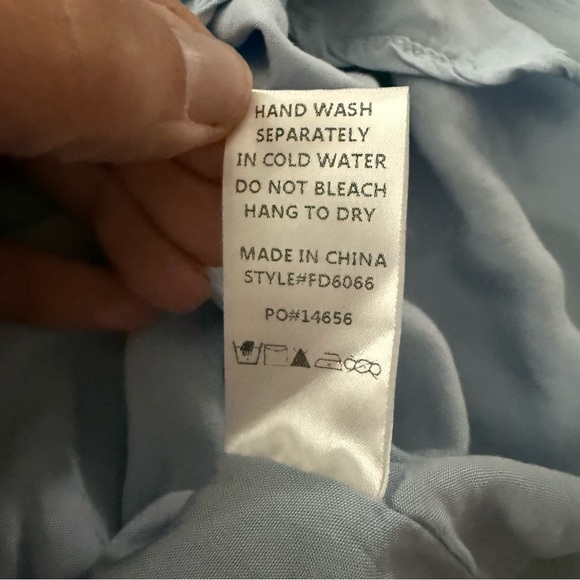 HAND WASH
SEPARATELY
IN COLD WATER
DO NOT BLEACH
HANG TO DRY
MADE IN CHINA
STYLE#FD6066
PO#14656